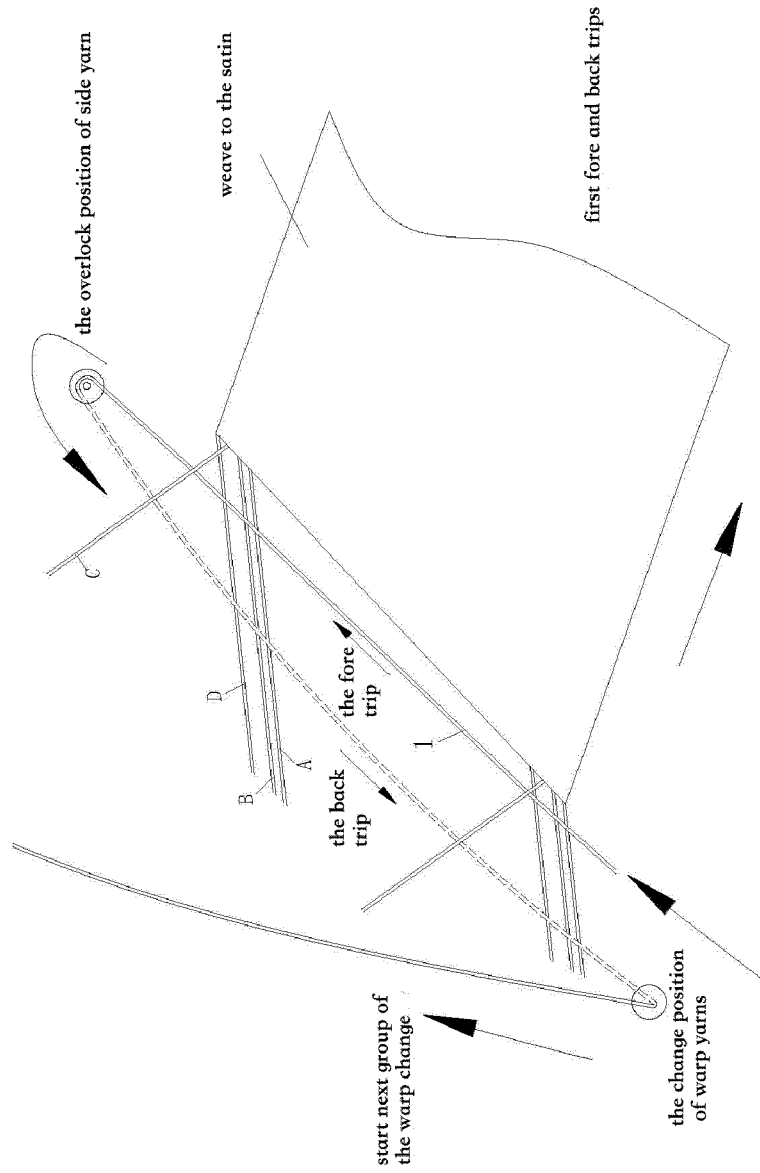 the overlock position of side yarn
weave to the satin
first fore and back trips
C
D
B
A
the fore
trip
1
the back
trip
start next group of
the warp change
the change position
of warp yarns